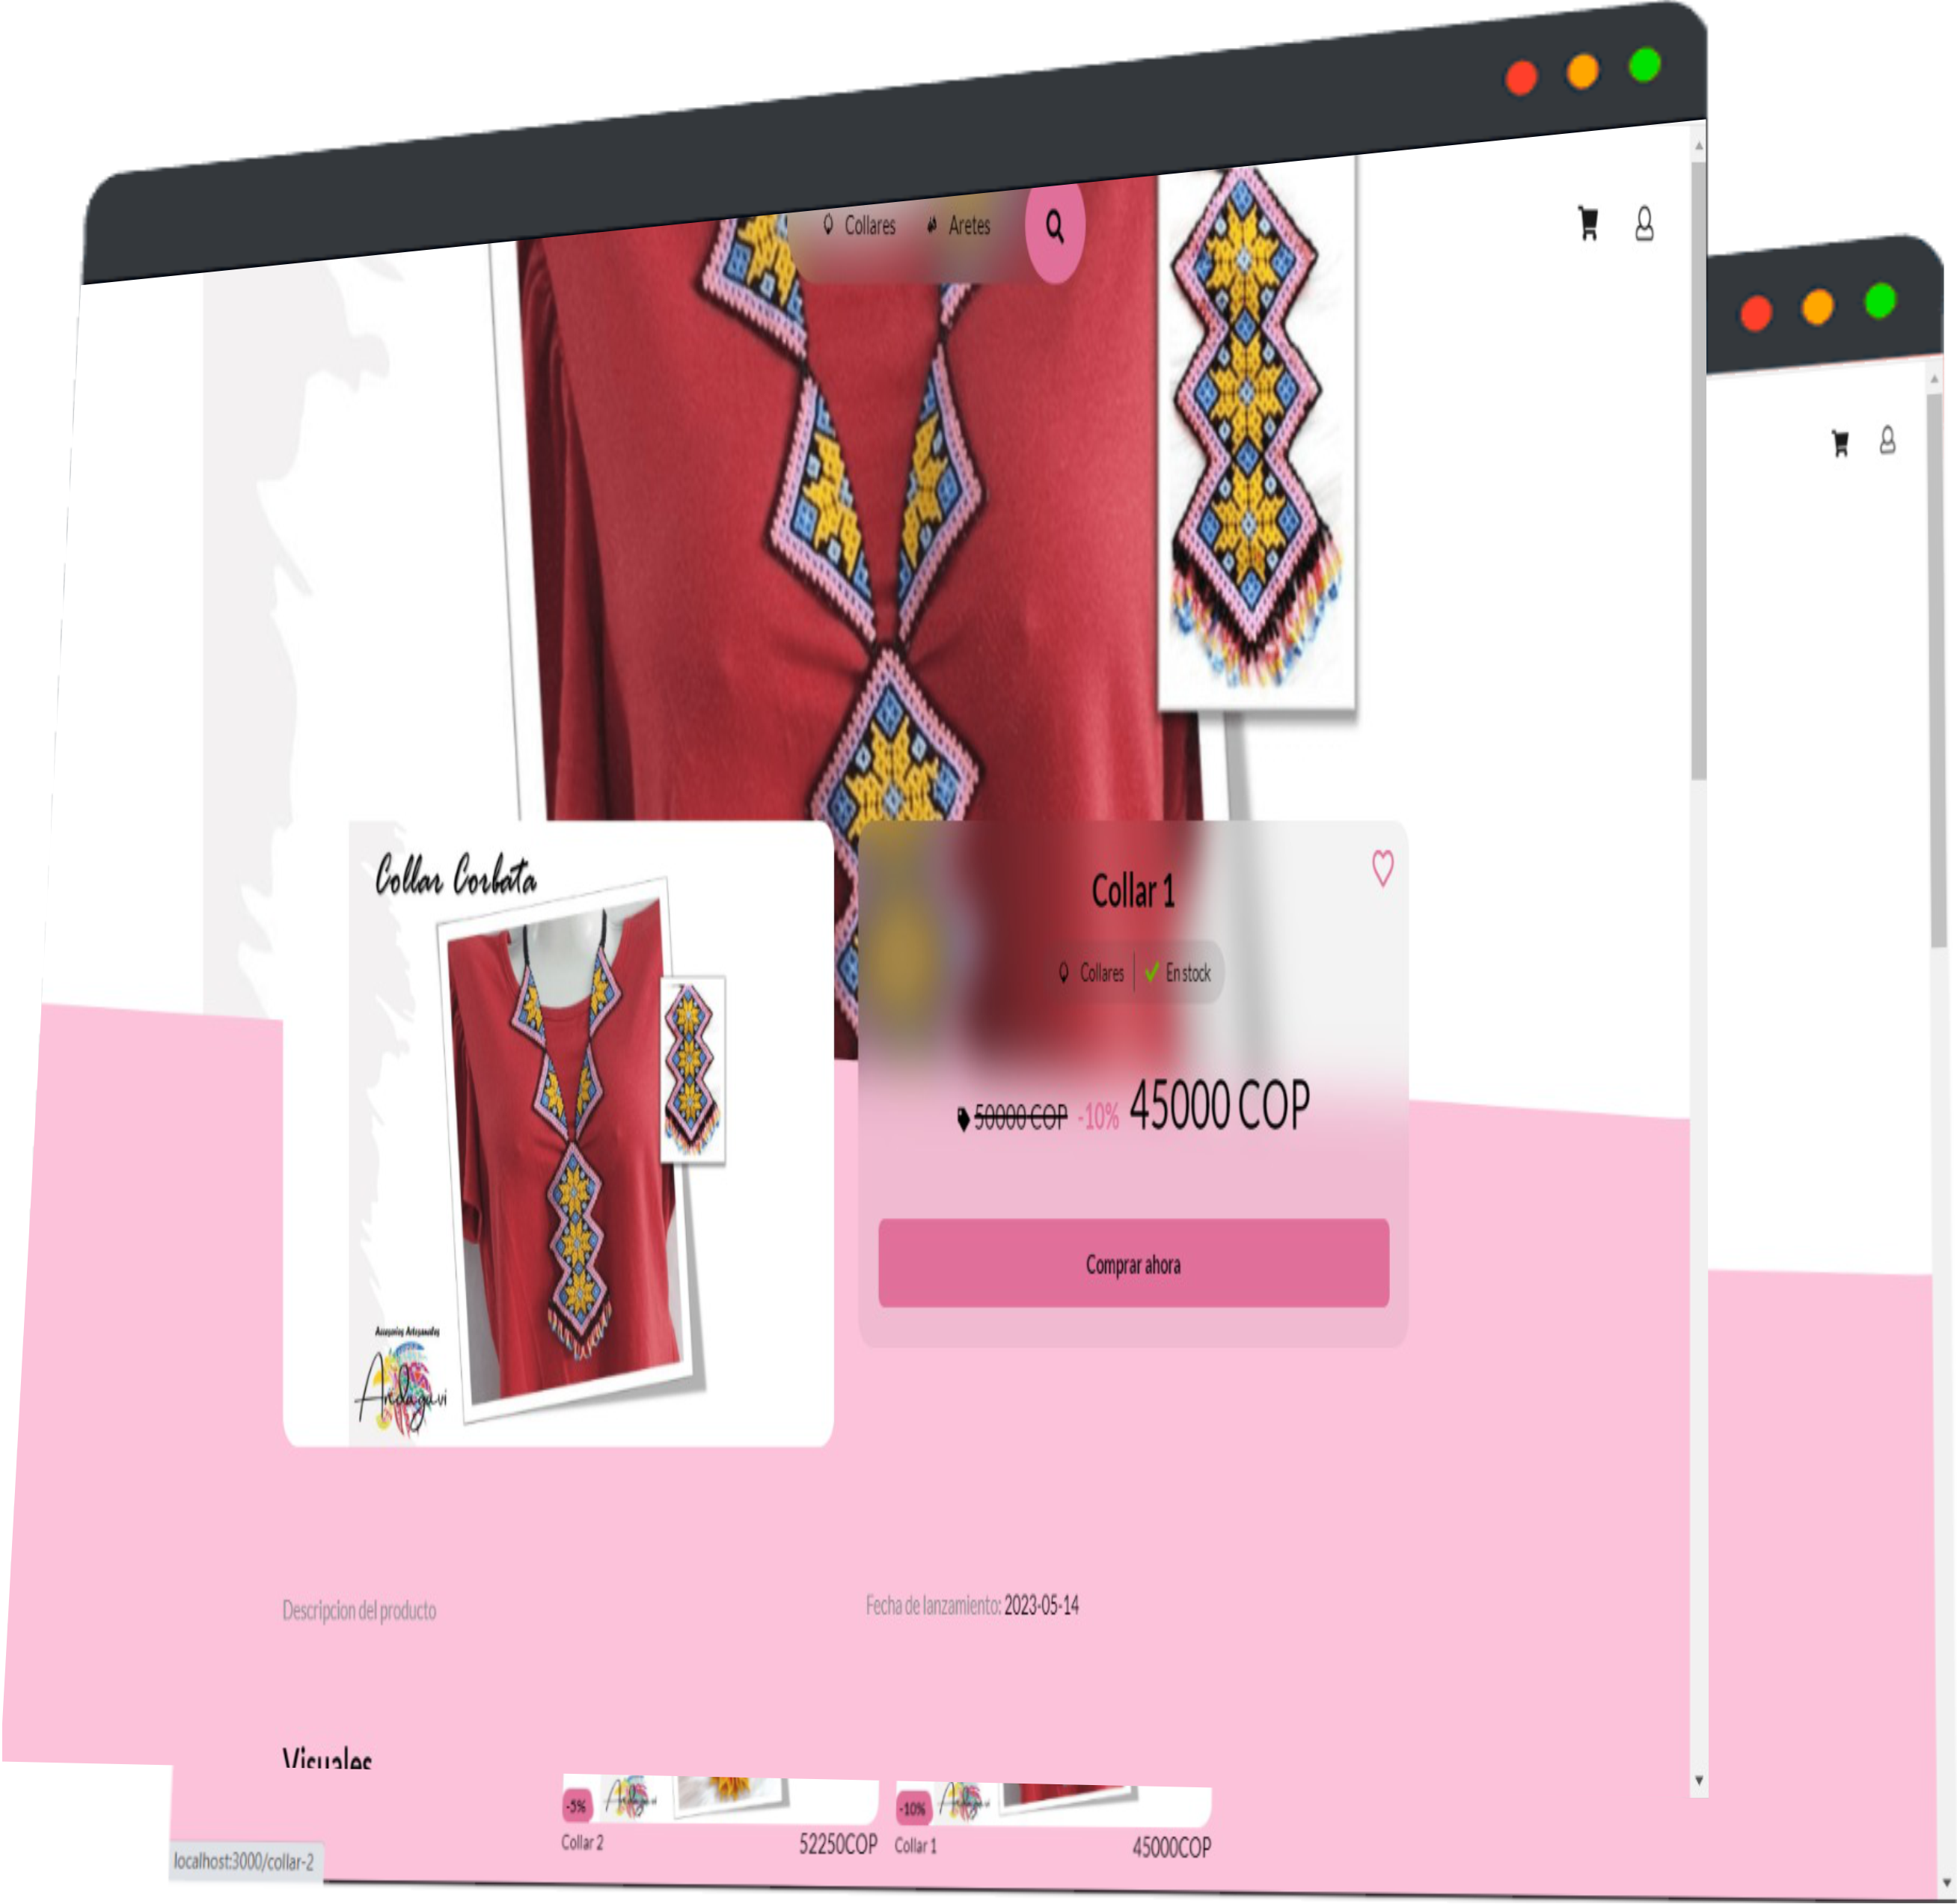 Collares Aretes
Collar Corbata
Accesorios Artesanales
Andagavi
Collar 1
Collares En stock
50000 COP -10% 45000 COP
Comprar ahora
Descripcion del producto
Fecha de lanzamiento: 2023-05-14
Visuales
-5%
Collar 2 52250COP
-10%
Collar 1 45000COP
localhost:3000/collar-2